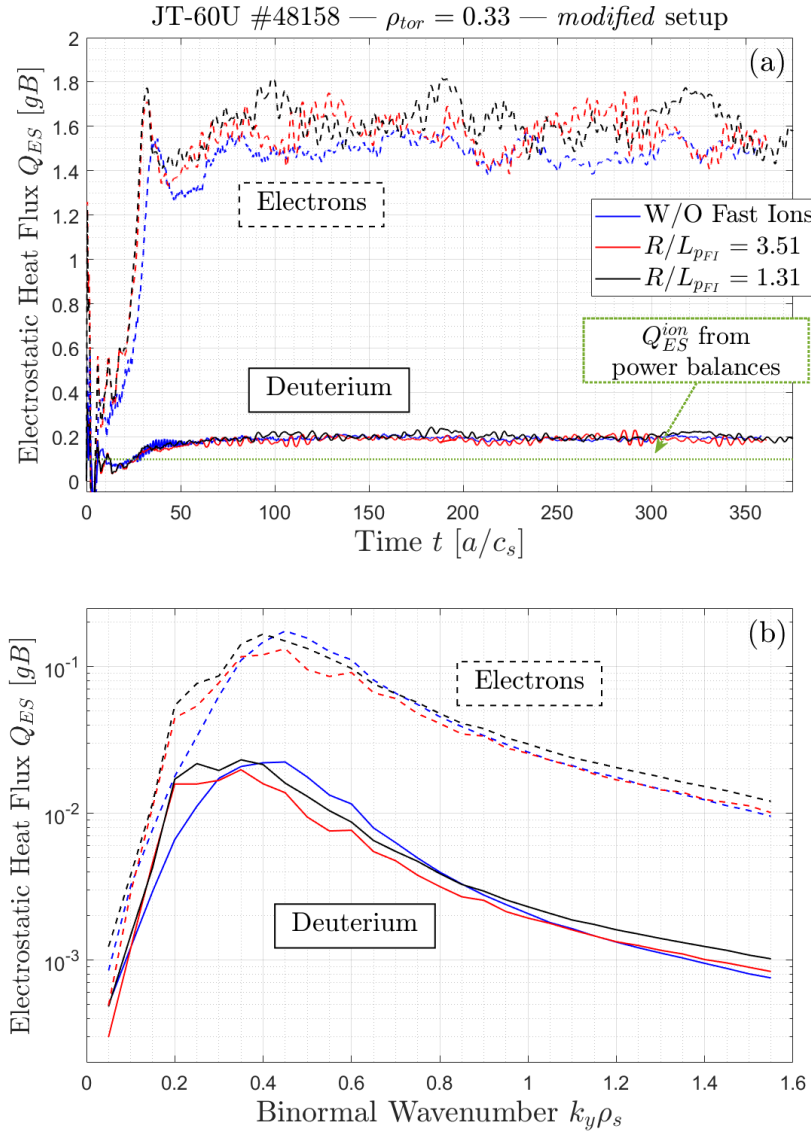 JT-60U #48158 — ρ_tor = 0.33 — modified setup
(a)
Electrostatic Heat Flux Q_ES [gB]
2
1.8
1.6
1.4
1.2
1
0.8
0.6
0.4
0.2
0
Electrons
W/O Fast Ions
R/L_{p_FI} = 3.51
R/L_{p_FI} = 1.31
Q_ES^ion from
power balances
Deuterium
0 50 100 150 200 250 300 350
Time t [a/c_s]
(b)
Electrostatic Heat Flux Q_ES [gB]
10^-1
10^-2
10^-3
Electrons
Deuterium
0 0.2 0.4 0.6 0.8 1 1.2 1.4 1.6
Binormal Wavenumber k_yρ_s